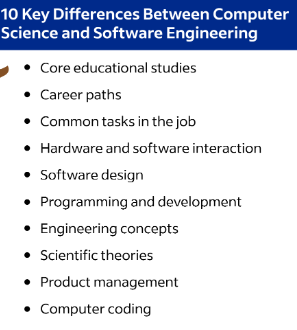 10 Key Differences Between Computer
Science and Software Engineering
Core educational studies
Career paths
Common tasks in the job
Hardware and software interaction
Software design
Programming and development
Engineering concepts
Scientific theories
Product management
Computer coding